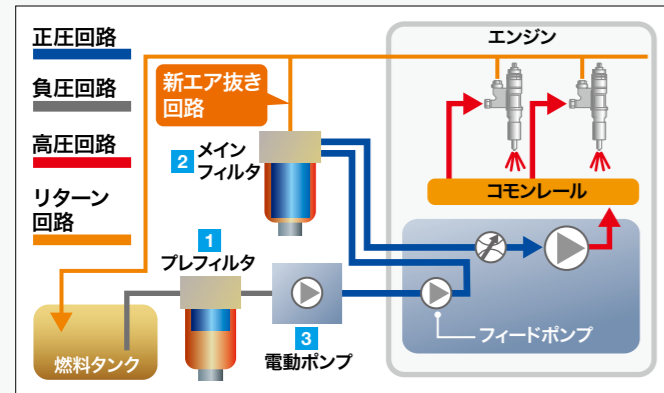 正圧回路
負圧回路
高圧回路
リターン
回路
新エア抜き
回路
エンジン
2 メイン
フィルタ
コモンレール
1
プレフィルタ
3
電動ポンプ
フィードポンプ
燃料タンク